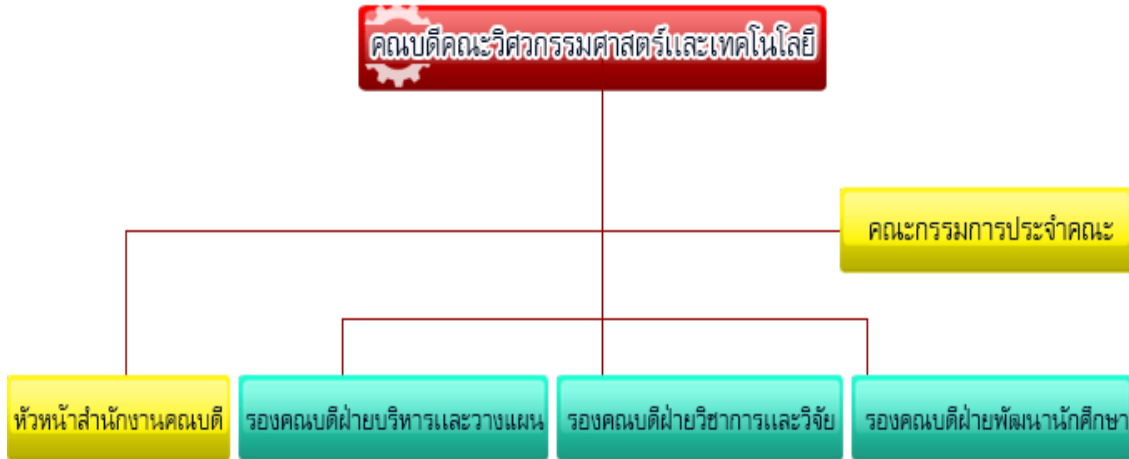 คณบดีคณะวิศวกรรมศาสตร์และเทคโนโลยี
คณะกรรมการประจำคณะ
หัวหน้าสำนักงานคณบดี
รองคณบดีฝ่ายบริหารและวางแผน
รองคณบดีฝ่ายวิชาการและวิจัย
รองคณบดีฝ่ายพัฒนานักศึกษา